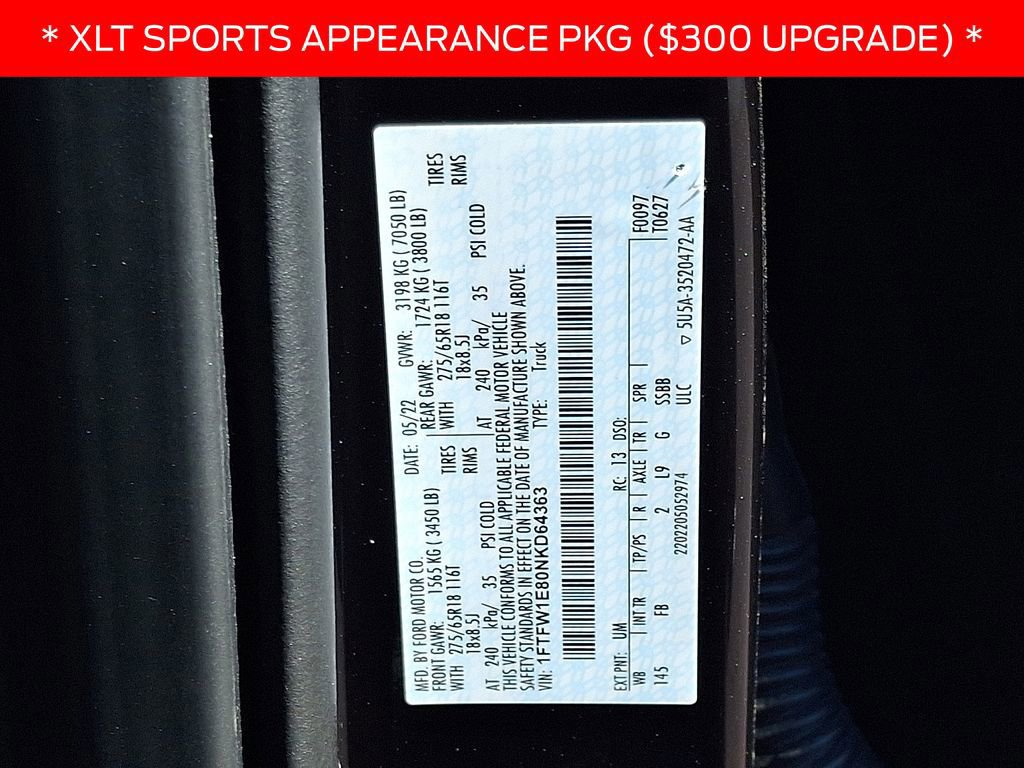 * XLT SPORTS APPEARANCE PKG ($300 UPGRADE) *
MFD. BY FORD MOTOR CO.
DATE: 05/22 GVWR: 3198 KG ( 7050 LB)
FRONT GAWR: 1565 KG ( 3450 LB)
REAR GAWR: 1724 KG ( 3800 LB)
WITH 275/65R18 116T TIRES
WITH 275/65R18 116T TIRES
18x8.5J RIMS
18x8.5J RIMS
AT 240 kPa/ 35 PSI COLD
AT 240 kPa/ 35 PSI COLD
THIS VEHICLE CONFORMS TO ALL APPLICABLE FEDERAL MOTOR VEHICLE
SAFETY STANDARDS IN EFFECT ON THE DATE OF MANUFACTURE SHOWN ABOVE.
VIN: 1FTFW1E80NKD64363 TYPE: Truck
EXT PNT: UM RC: 13 DSO: F0097
WB INT TR TP/PS R AXLE TR SPR T0627
145 FB 2 L9 G SSBB
2202205052974 ULC
▽ 5U5A-3520472-AA